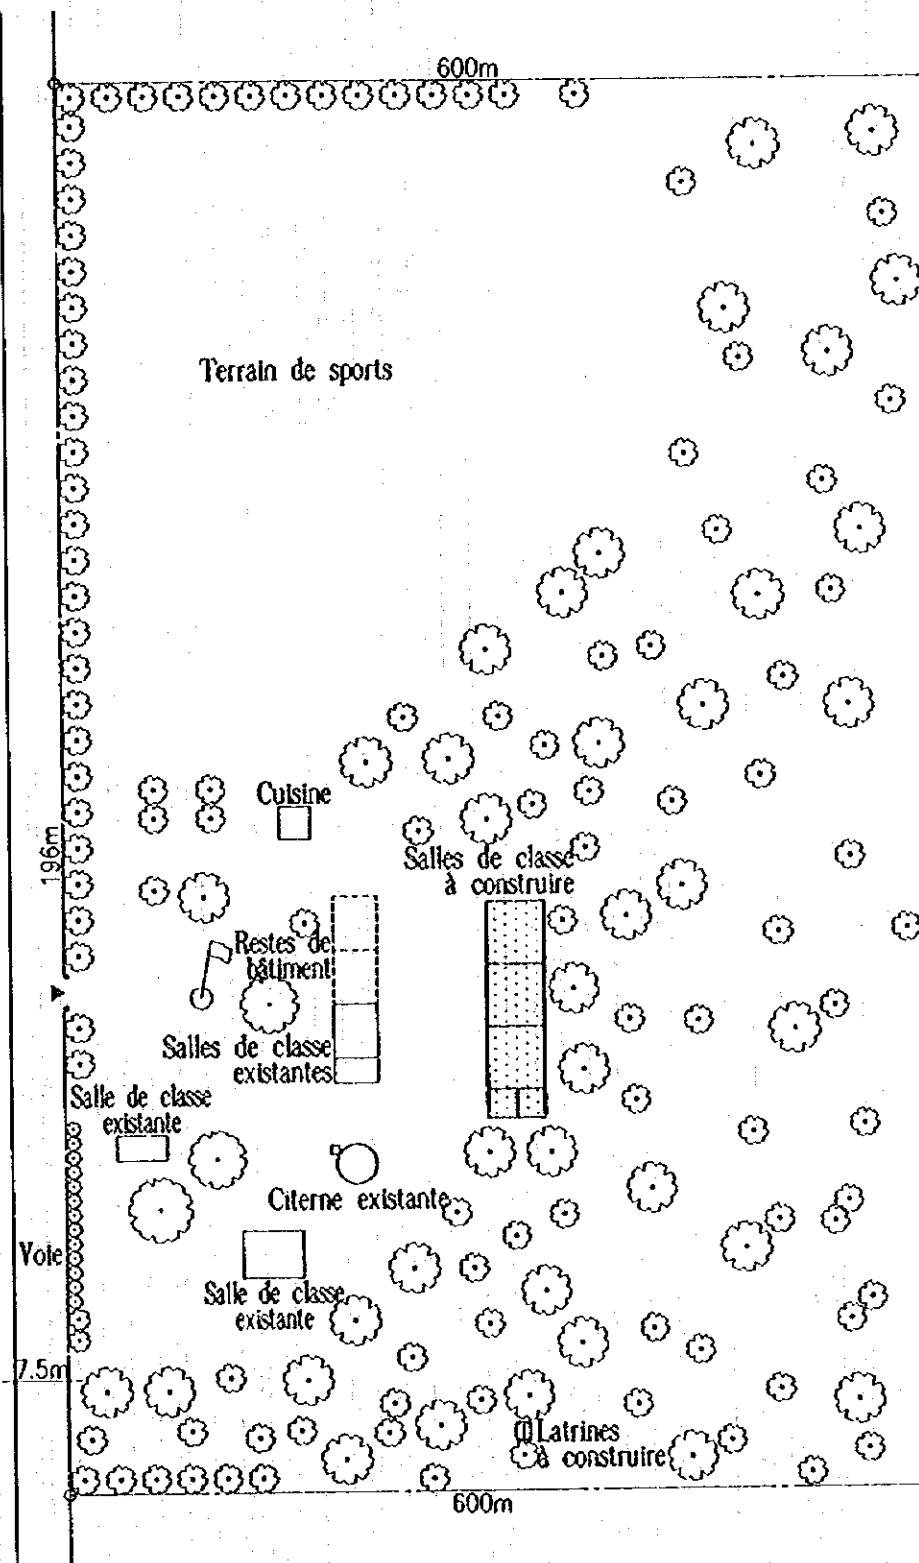 600m
Terrain de sports
Cuisine
196m
Salles de classe
à construire
Restes de
bâtiment
Salles de classe
existantes
Salle de classe
existante
Citerne existante
Voie
Salle de classe
existante
7.5m
Latrines
à construire
600m